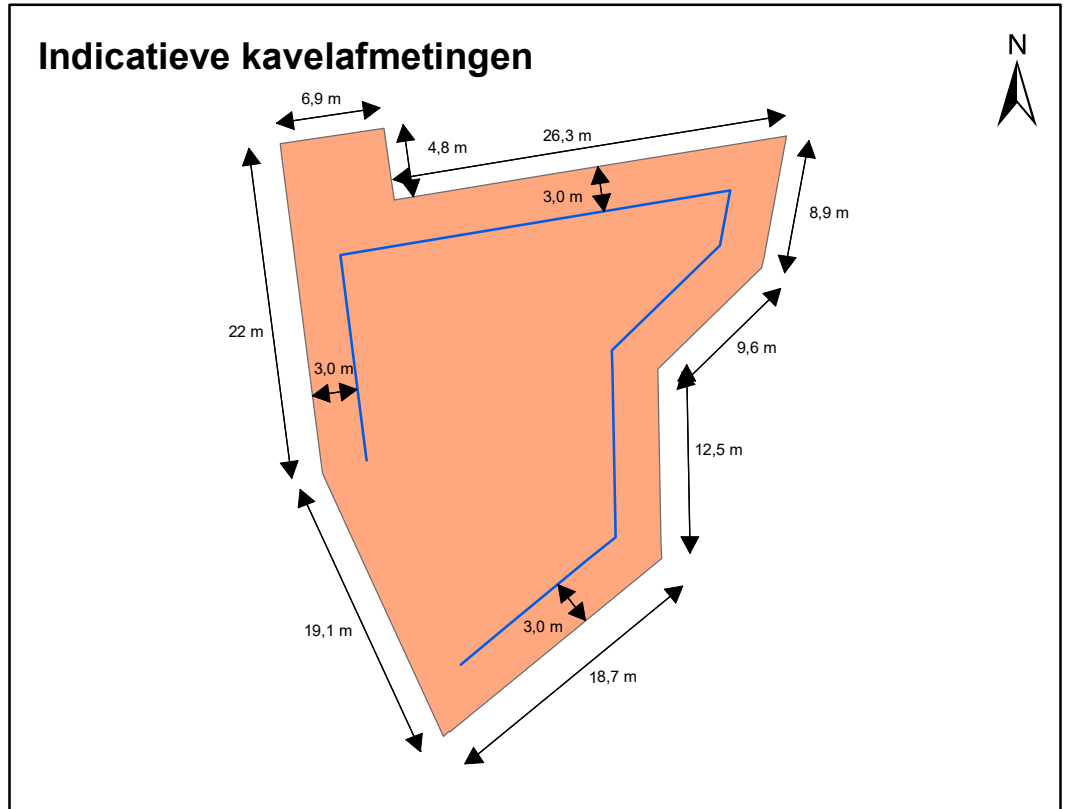 Indicatieve kavelafmetingen
N
6,9 m
4,8 m
26,3 m
3,0 m
8,9 m
22 m
9,6 m
3,0 m
12,5 m
3,0 m
19,1 m
18,7 m